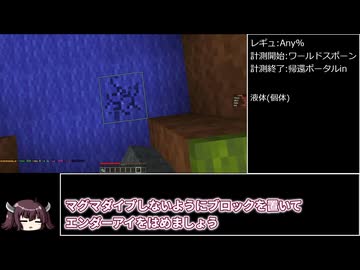 レギュ:Any%
計測開始:ワールドスポーン
計測終了:帰還ポータルin
液体(個体)
マグマダイブしないようにブロックを置いて
エンダーアイをはめましょう